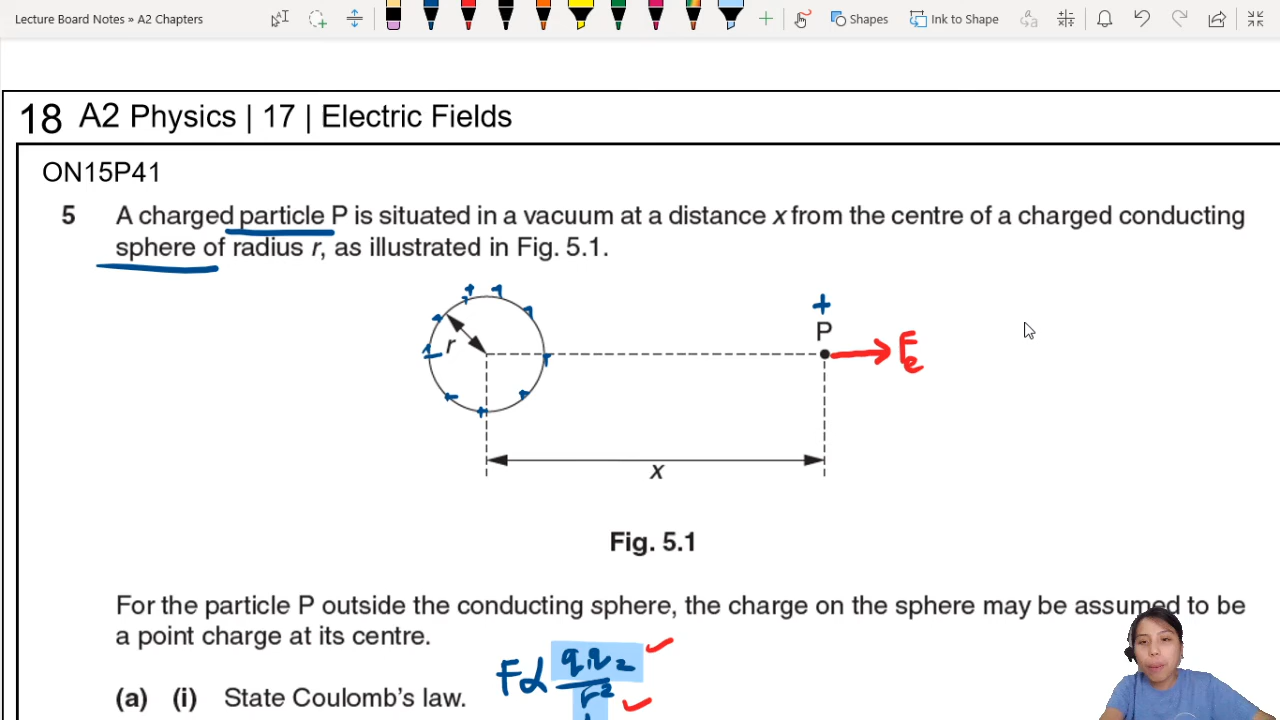 Lecture Board Notes » A2 Chapters
Shapes
Ink to Shape
18 A2 Physics | 17 | Electric Fields
ON15P41
5 A charged particle P is situated in a vacuum at a distance x from the centre of a charged conducting
sphere of radius r, as illustrated in Fig. 5.1.
+
P
r
x
Fig. 5.1
For the particle P outside the conducting sphere, the charge on the sphere may be assumed to be
a point charge at its centre.
(a) (i) State Coulomb's law.